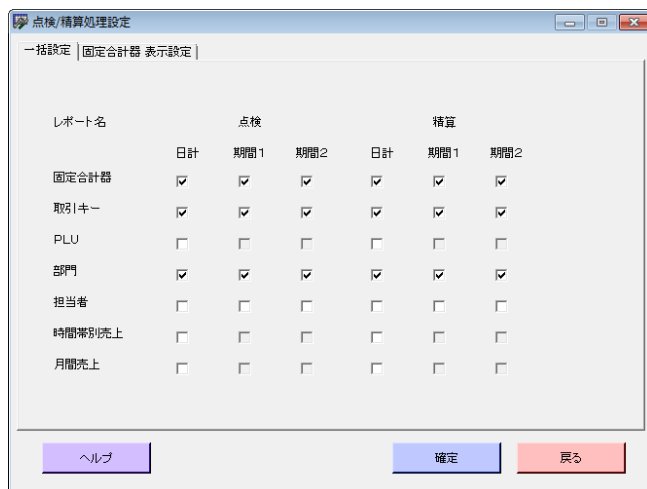 点検/精算処理設定
一括設定 固定合計器 表示設定
レポート名 点検 精算
日計 期間1 期間2 日計 期間1 期間2
固定合計器
取引キー
PLU
部門
担当者
時間帯別売上
月間売上
ヘルプ 確定 戻る